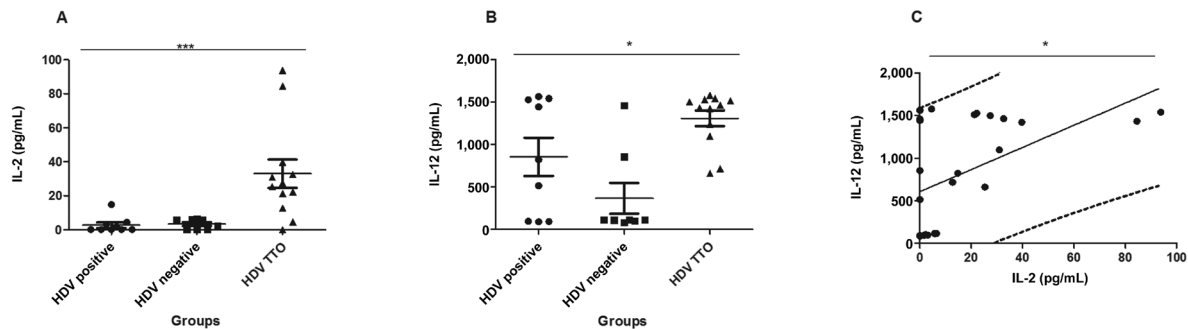 A
***
IL-2 (pg/mL)
100
80
60
40
20
0
HDV positive
HDV negative
HDV TTO
Groups
B
*
IL-12 (pg/mL)
2,000
1,500
1,000
500
0
HDV positive
HDV negative
HDV TTO
Groups
C
*
IL-12 (pg/mL)
2,000
1,500
1,000
500
0
0
20
40
60
80
100
IL-2 (pg/mL)